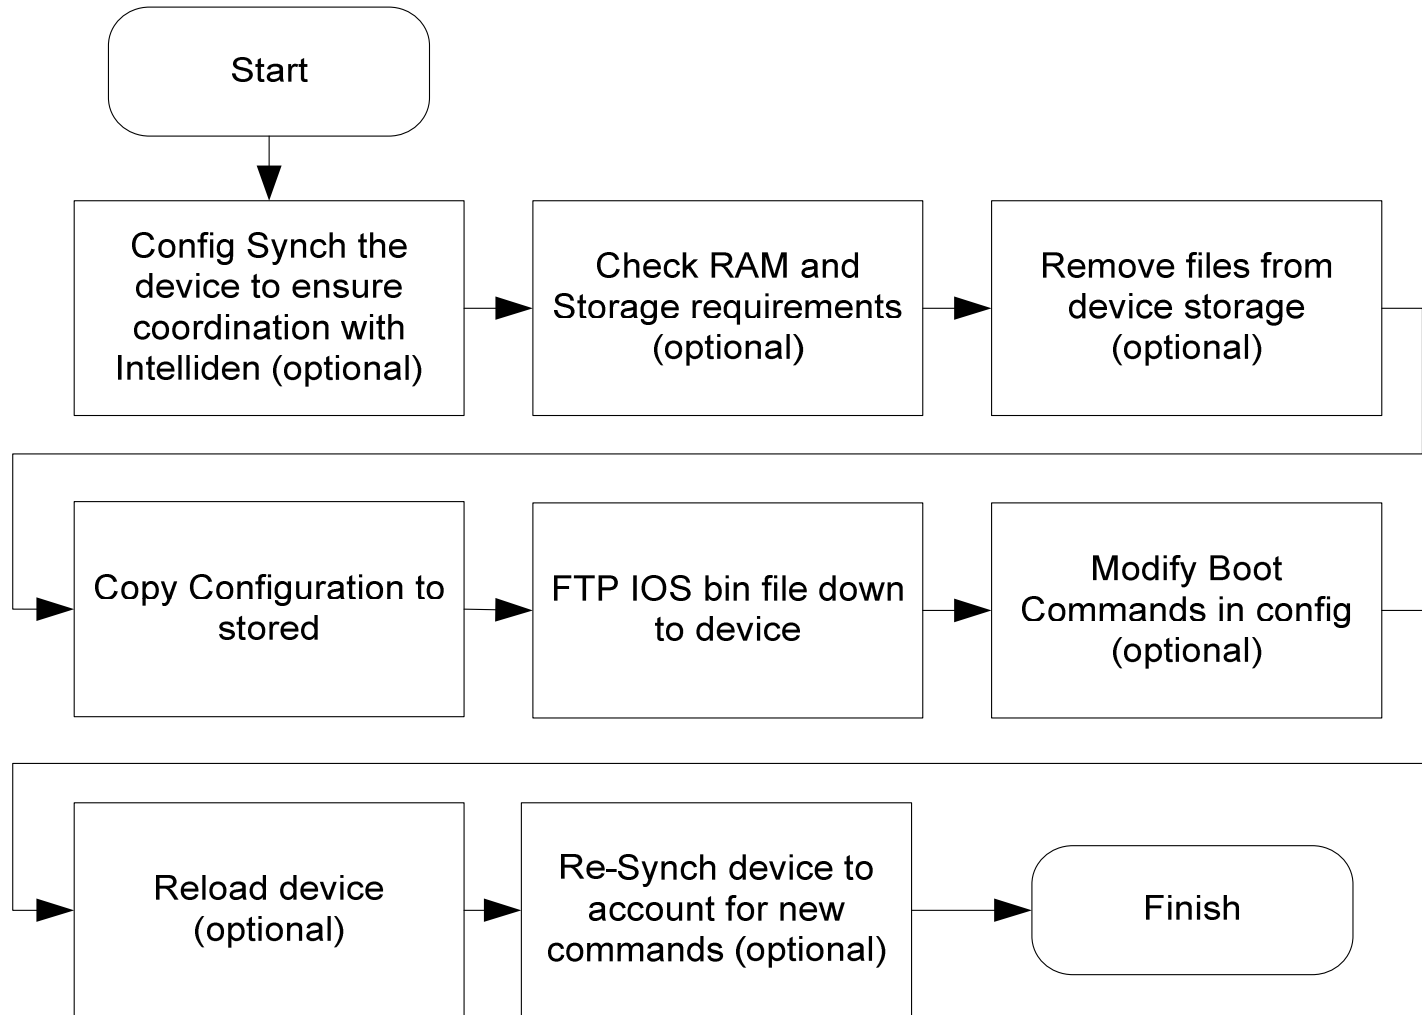 Start
Config Synch the
device to ensure
coordination with
Intelliden (optional)
Check RAM and
Storage requirements
(optional)
Remove files from
device storage
(optional)
Copy Configuration to
stored
FTP IOS bin file down
to device
Modify Boot
Commands in config
(optional)
Reload device
(optional)
Re-Synch device to
account for new
commands (optional)
Finish